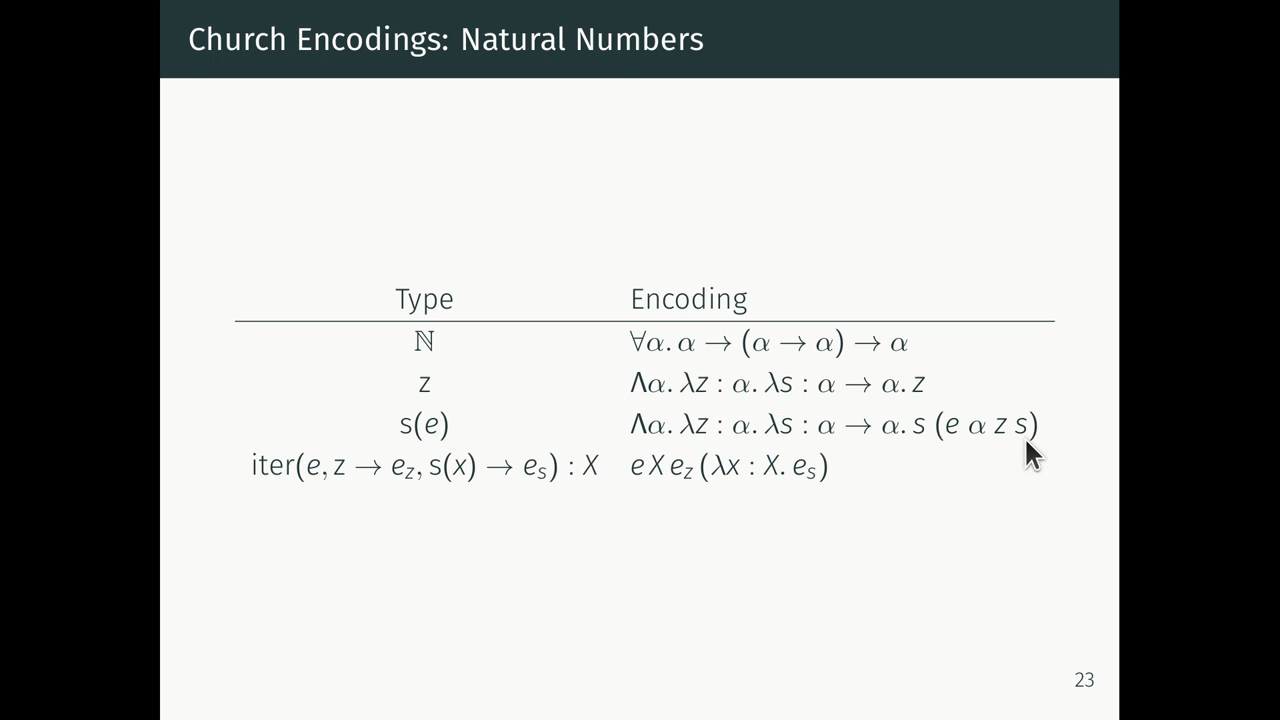 Church Encodings: Natural Numbers
Type Encoding
ℕ ∀α. α → (α → α) → α
z Λα. λz : α. λs : α → α. z
s(e) Λα. λz : α. λs : α → α. s (e α z s)
iter(e, z → e_z, s(x) → e_s) : X e X e_z (λx : X. e_s)
23